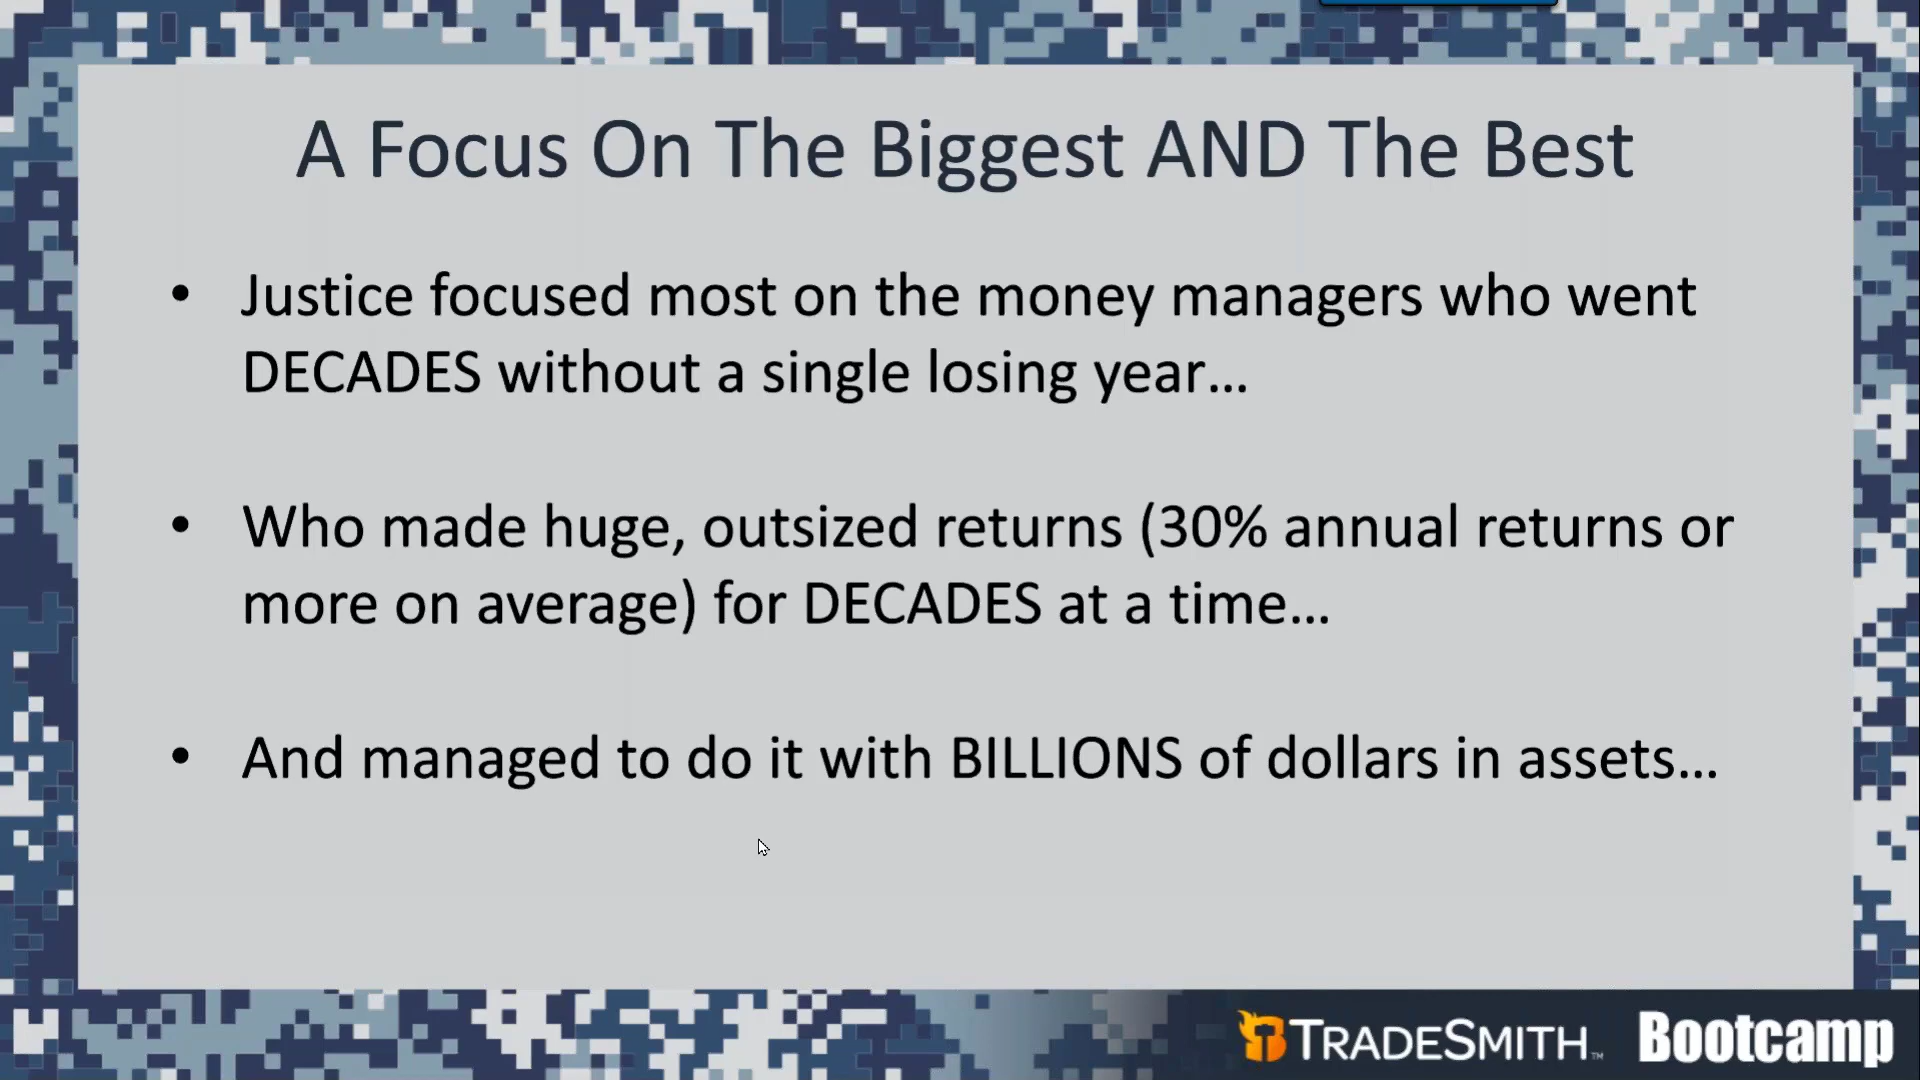 A Focus On The Biggest AND The Best
• Justice focused most on the money managers who went
DECADES without a single losing year...
• Who made huge, outsized returns (30% annual returns or
more on average) for DECADES at a time...
• And managed to do it with BILLIONS of dollars in assets...
TRADESMITH™ Bootcamp